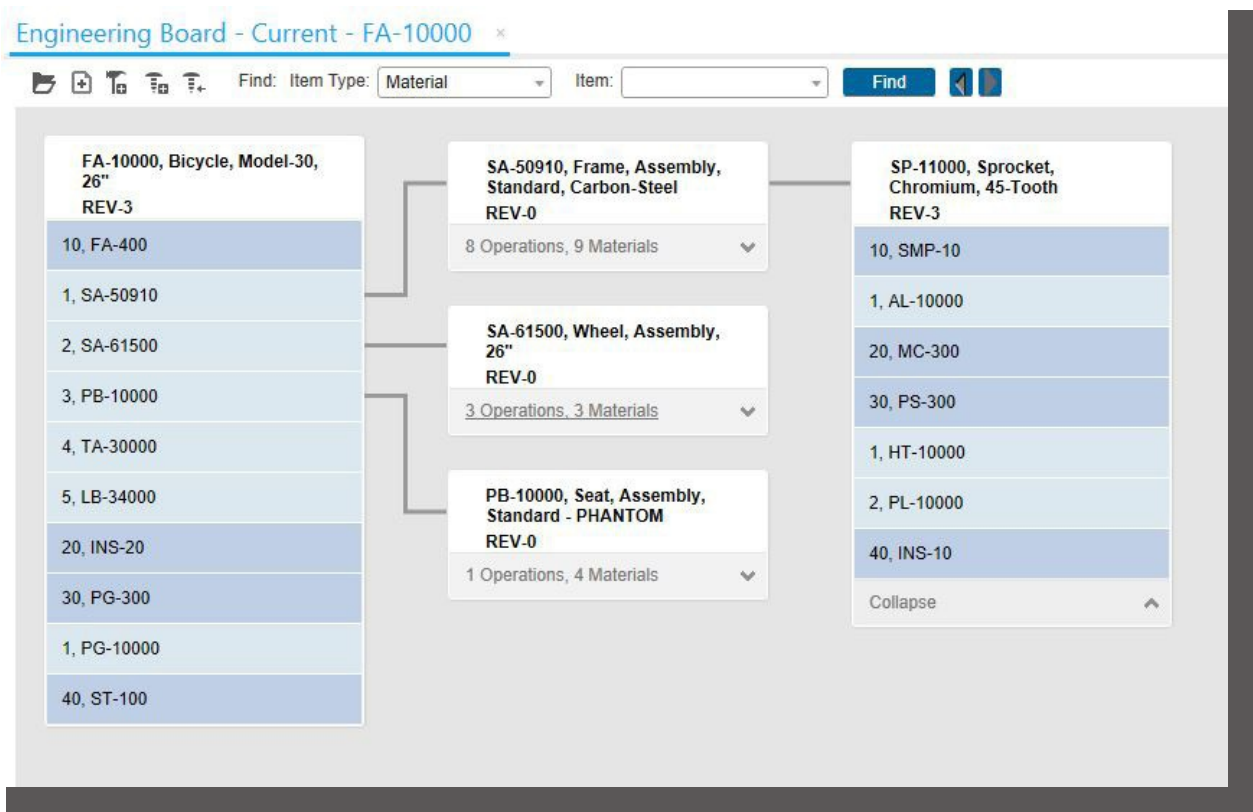 Engineering Board - Current - FA-10000 ×
Find: Item Type: Material Item: Find
FA-10000, Bicycle, Model-30,
26"
REV-3
10, FA-400
1, SA-50910
2, SA-61500
3, PB-10000
4, TA-30000
5, LB-34000
20, INS-20
30, PG-300
1, PG-10000
40, ST-100
SA-50910, Frame, Assembly,
Standard, Carbon-Steel
REV-0
8 Operations, 9 Materials
SA-61500, Wheel, Assembly,
26"
REV-0
3 Operations, 3 Materials
PB-10000, Seat, Assembly,
Standard - PHANTOM
REV-0
1 Operations, 4 Materials
SP-11000, Sprocket,
Chromium, 45-Tooth
REV-3
10, SMP-10
1, AL-10000
20, MC-300
30, PS-300
1, HT-10000
2, PL-10000
40, INS-10
Collapse